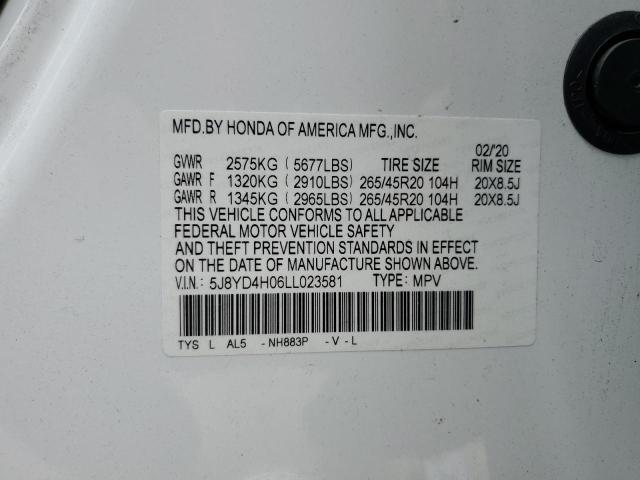 MFD.BY HONDA OF AMERICA MFG.,INC.
02/'20
GVWR 2575KG (5677LBS) TIRE SIZE RIM SIZE
GAWR F 1320KG (2910LBS) 265/45R20 104H 20X8.5J
GAWR R 1345KG (2965LBS) 265/45R20 104H 20X8.5J
THIS VEHICLE CONFORMS TO ALL APPLICABLE
FEDERAL MOTOR VEHICLE SAFETY
AND THEFT PREVENTION STANDARDS IN EFFECT
ON THE DATE OF MANUFACTURE SHOWN ABOVE.
V.I.N.: 5J8YD4H06LL023581 TYPE: MPV
TYS L AL5 -NH883P -V-L